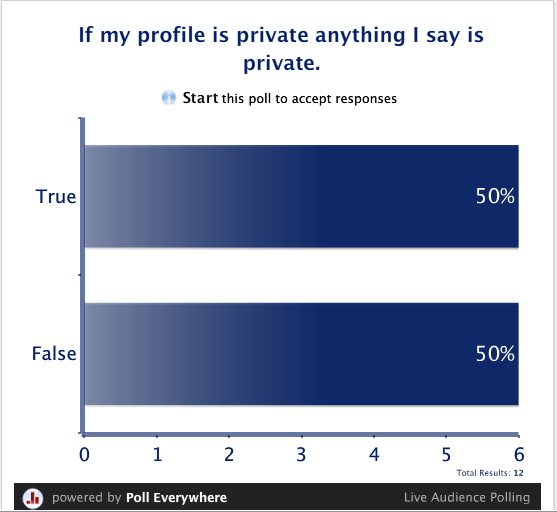 If my profile is private anything I say is
private.
Start this poll to accept responses
True
50%
False
50%
0 1 2 3 4 5 6
Total Results: 12
powered by Poll Everywhere
Live Audience Polling